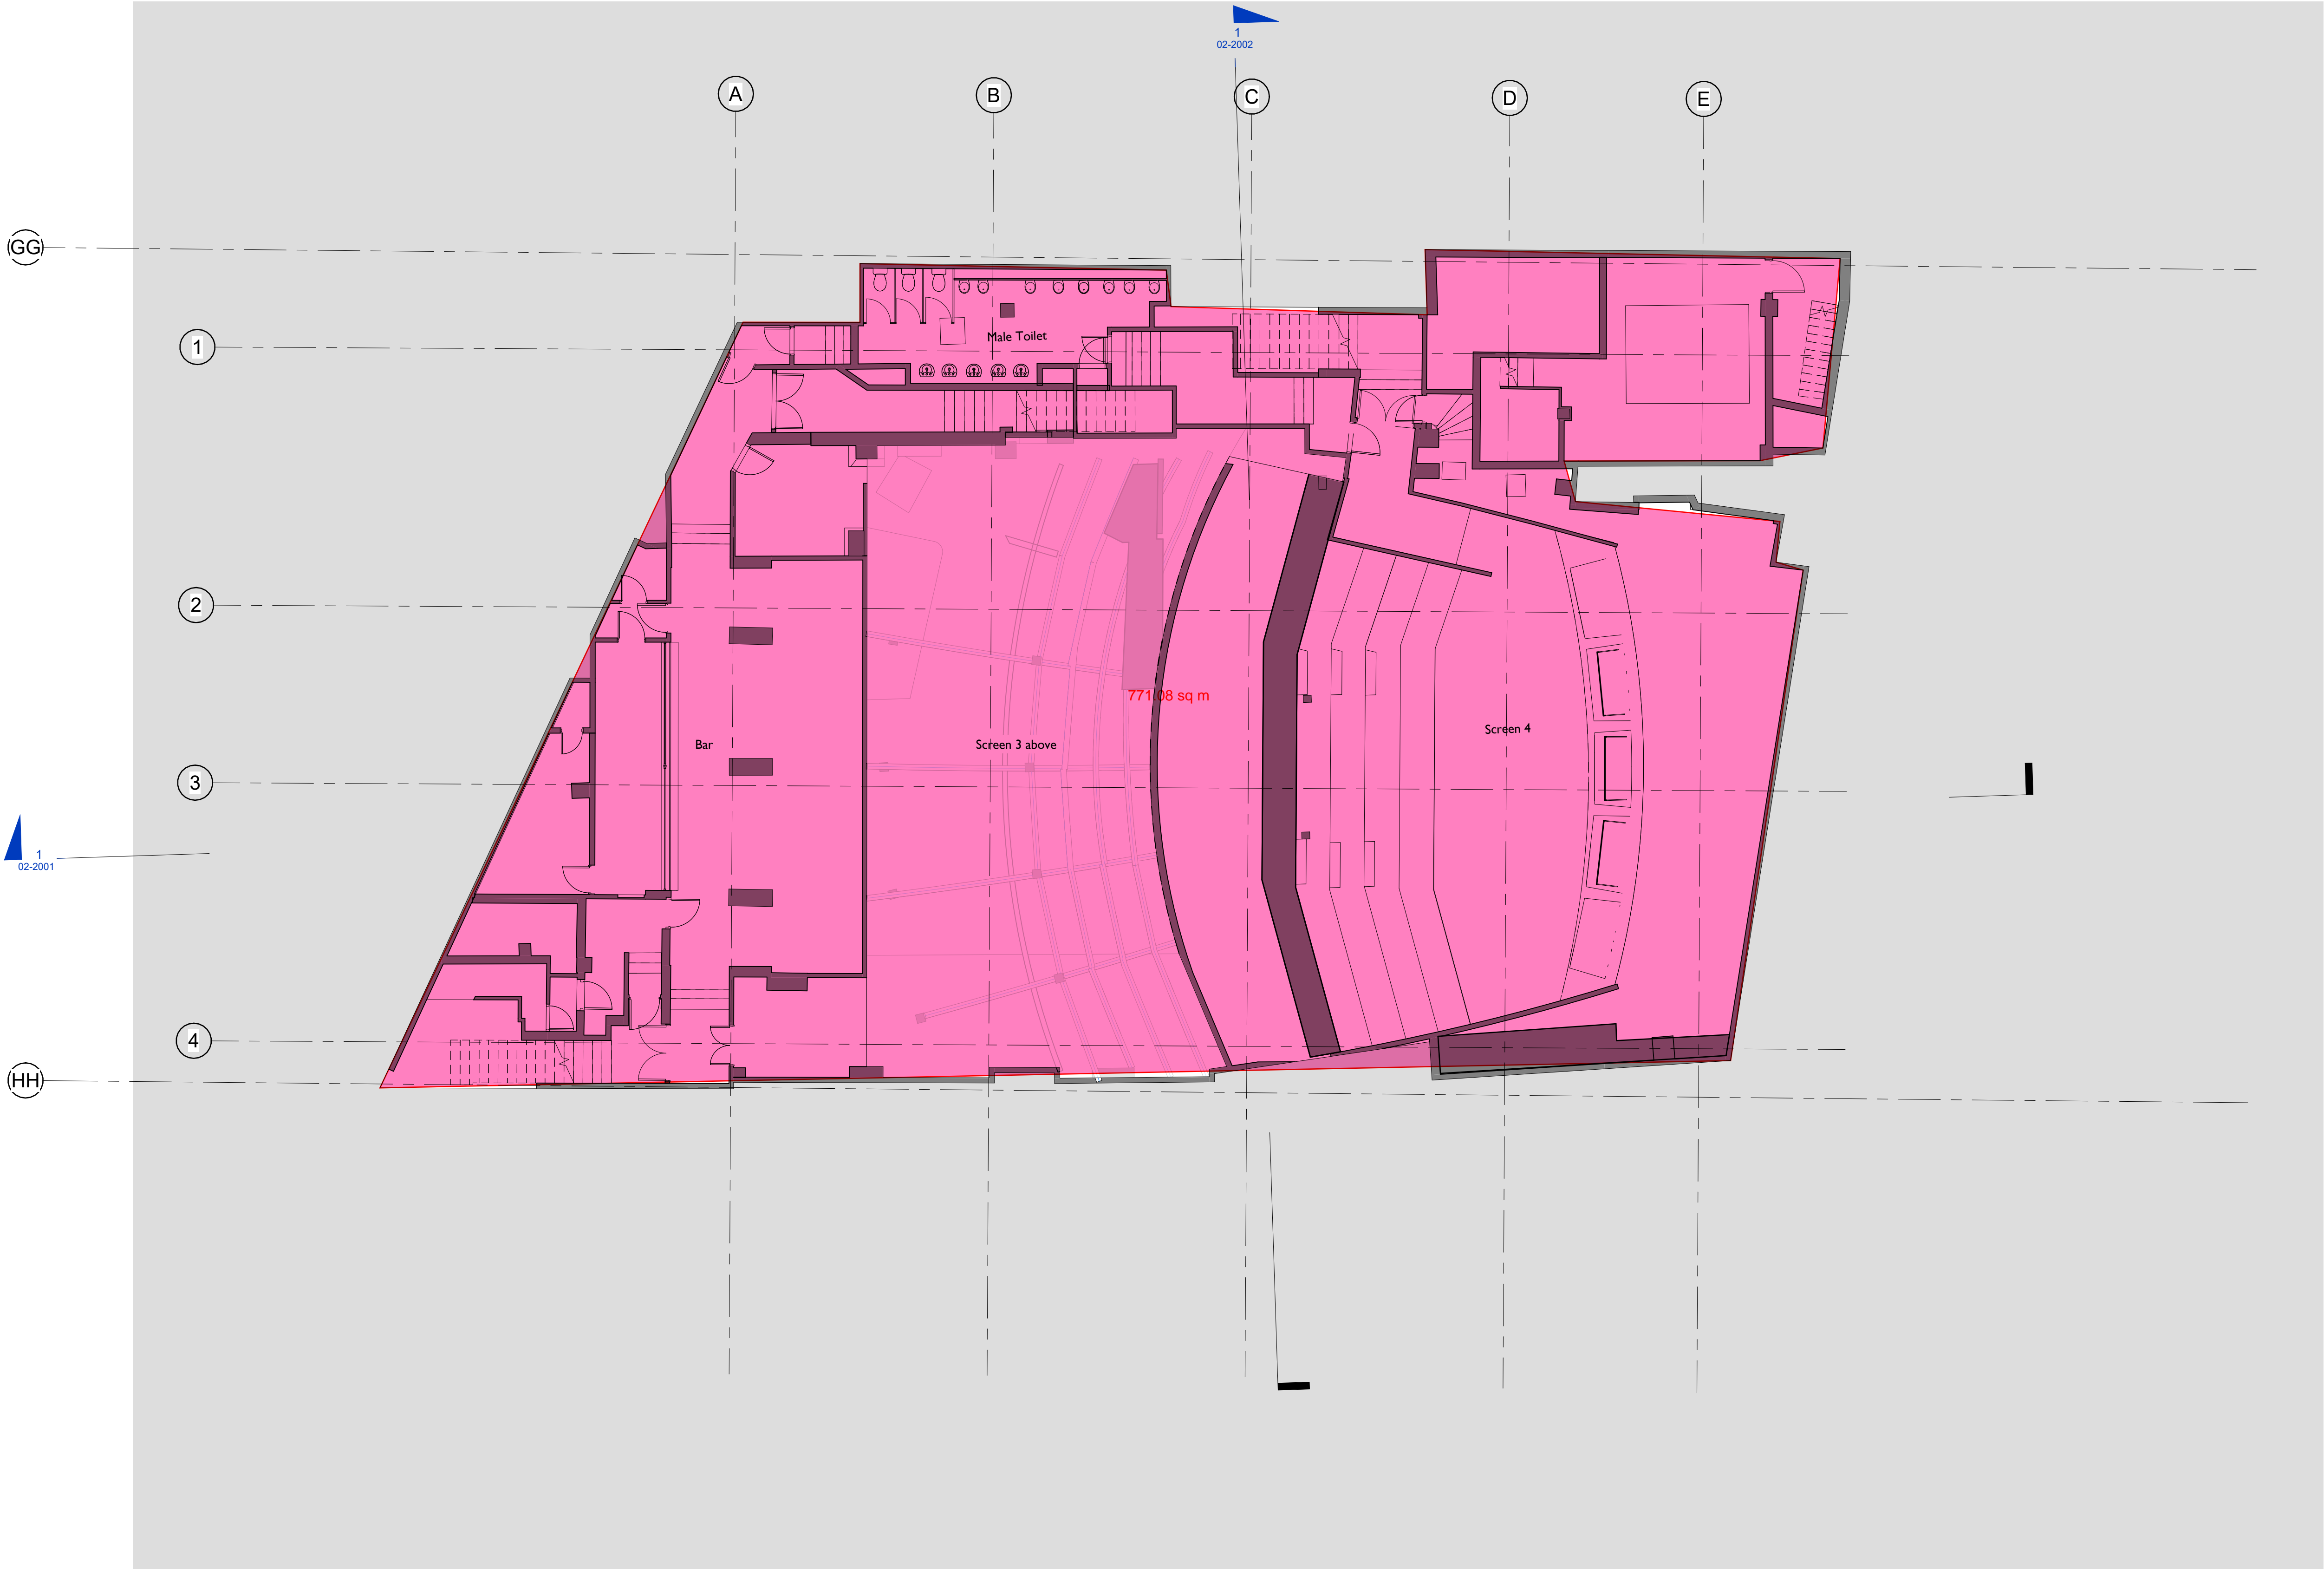 1
02-2002
A
B
C
D
E
GG
1
Male Toilet
2
771.08 sq m
Screen 4
Bar
Screen 3 above
3
1
02-2001
4
HH